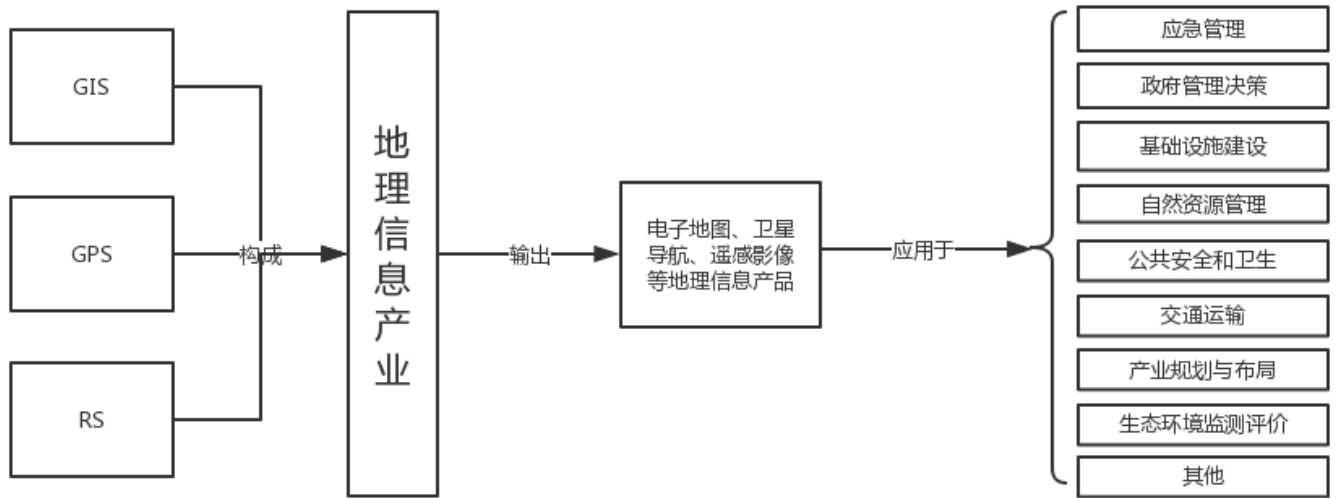 GIS
GPS
RS
构成
地理信息产业
输出
电子地图、卫星
导航、遥感影像
等地理信息产品
应用于
应急管理
政府管理决策
基础设施建设
自然资源管理
公共安全和卫生
交通运输
产业规划与布局
生态环境监测评价
其他